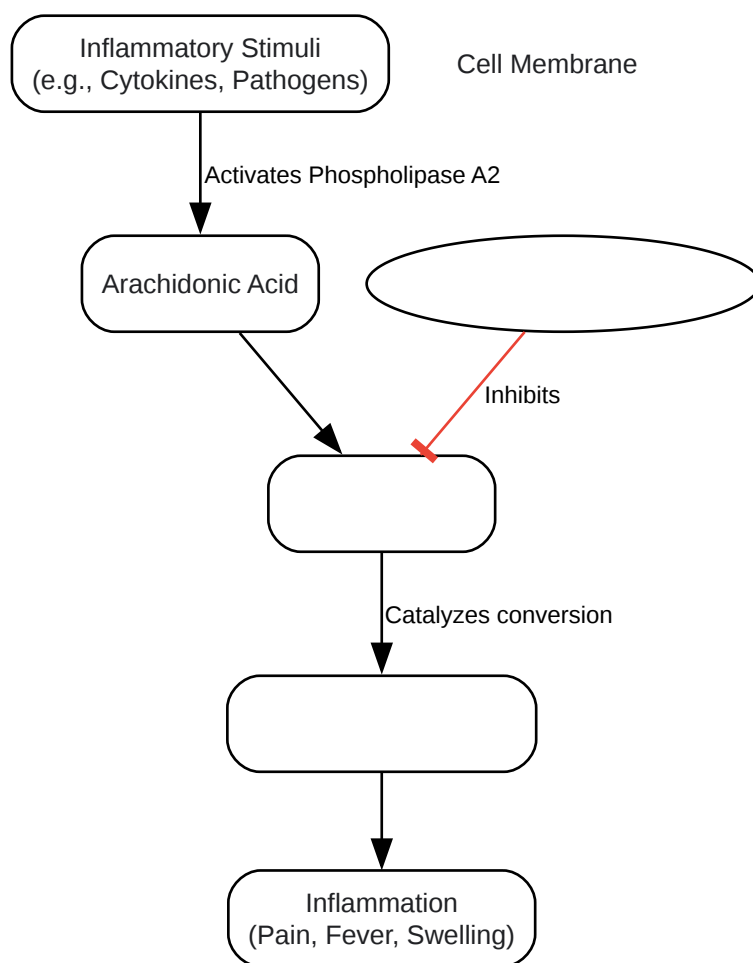 Inflammatory Stimuli
(e.g., Cytokines, Pathogens)
Cell Membrane
Activates Phospholipase A2
Arachidonic Acid
Inhibits
Catalyzes conversion
Inflammation
(Pain, Fever, Swelling)